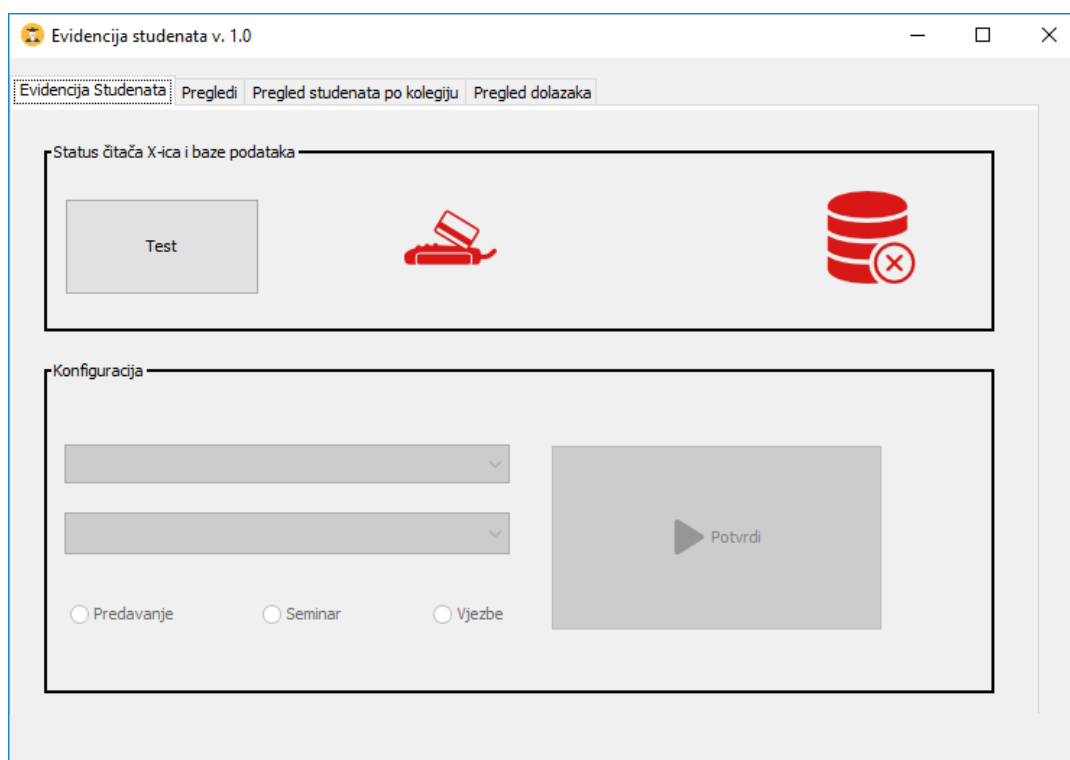 Evidencija studenata v. 1.0
Evidencija Studenata Pregledi Pregled studenata po kolegiju Pregled dolazaka
Status čitača X-ica i baze podataka
Test
Konfiguracija
Potvrdi
Predavanje Seminar Vjezbe